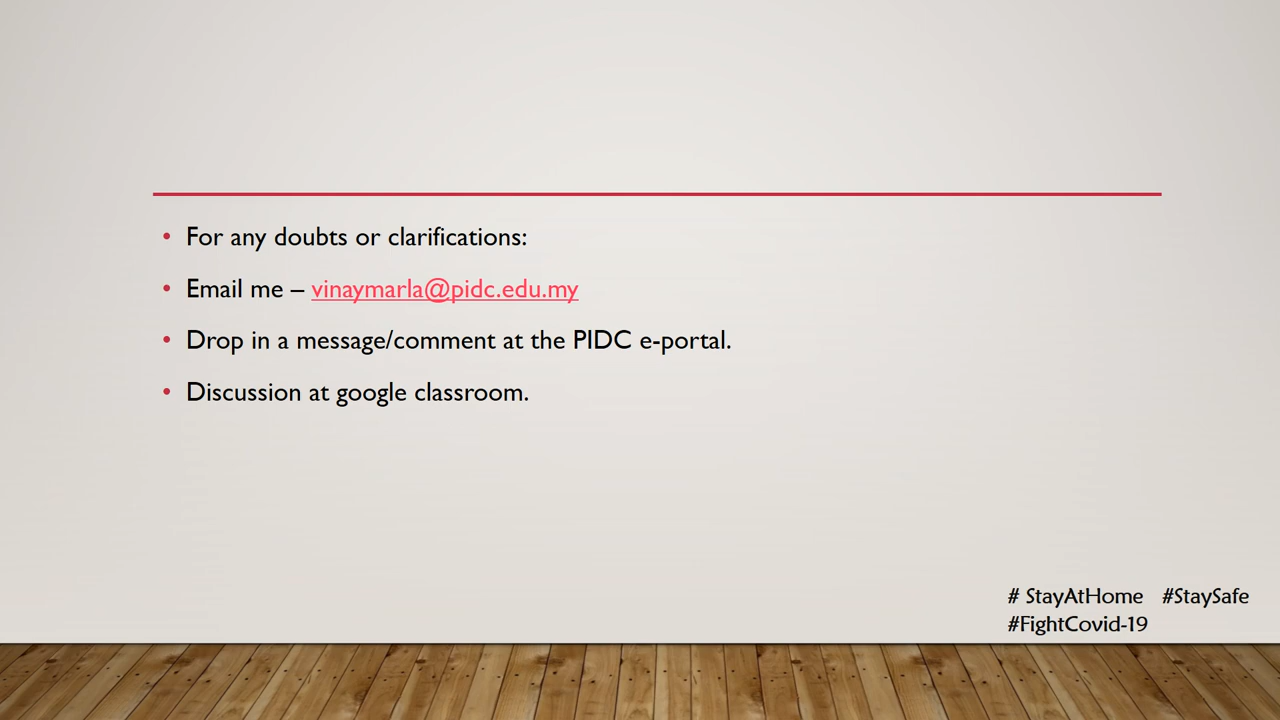 • For any doubts or clarifications:
• Email me – vinaymarla@pidc.edu.my
• Drop in a message/comment at the PIDC e-portal.
• Discussion at google classroom.
# StayAtHome #StaySafe
#FightCovid-19